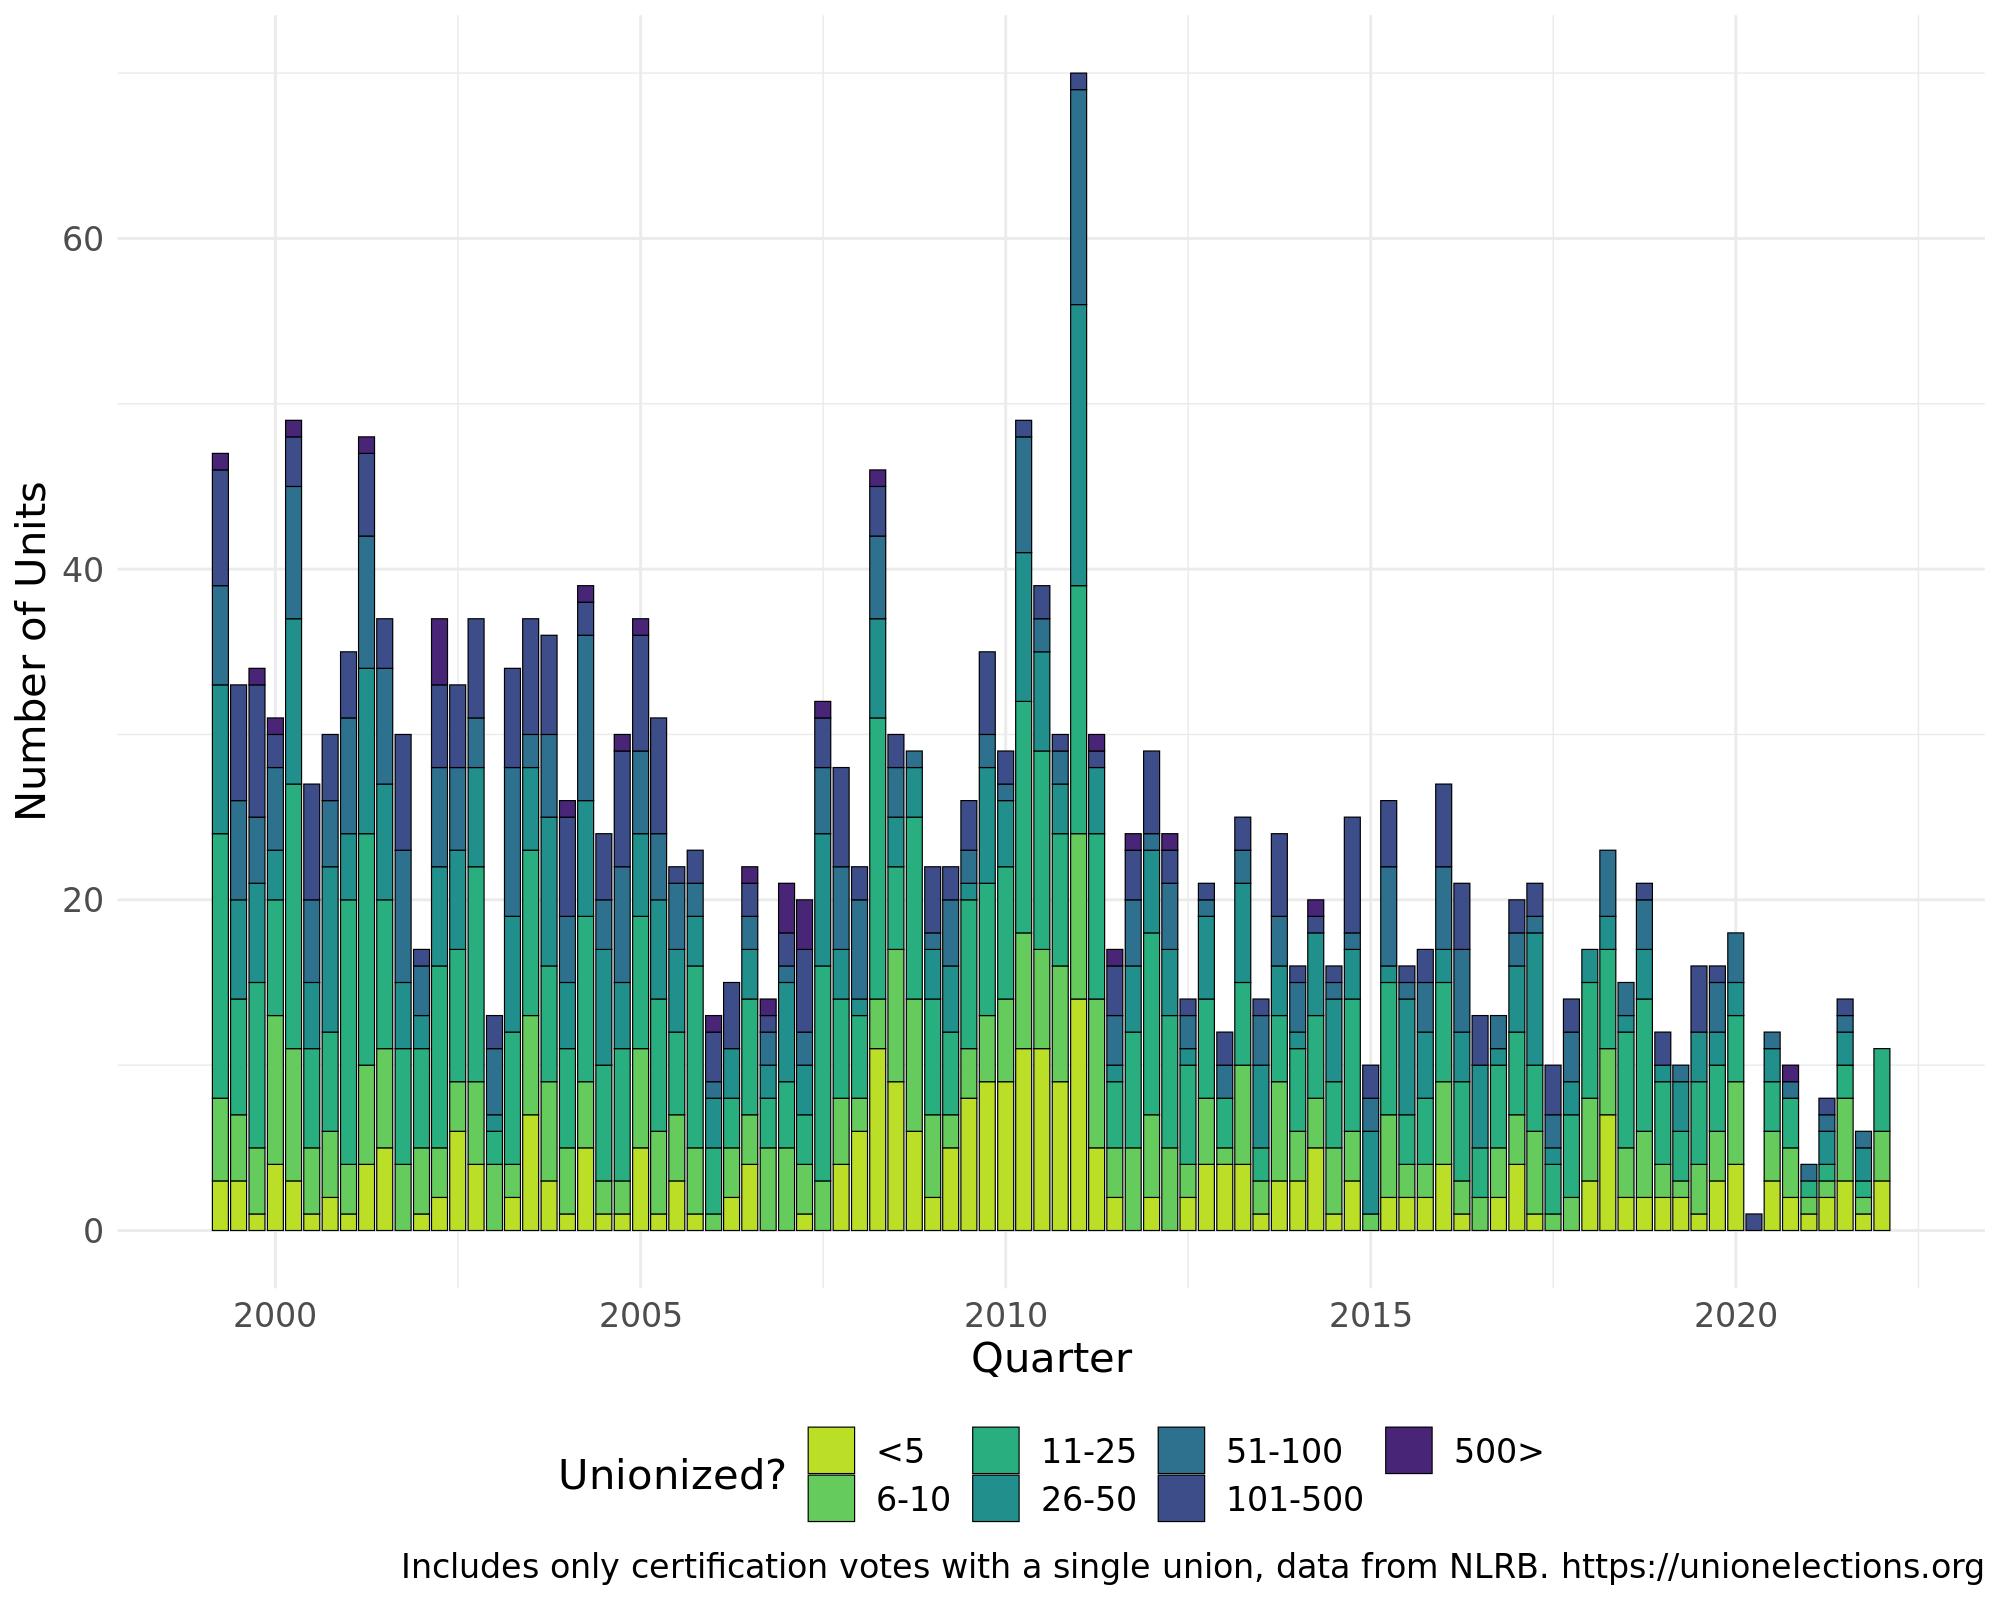 60
40
20
0
Number of Units
2000 2005 2010 2015 2020
Quarter
Unionized?
<5 11-25 51-100 500>
6-10 26-50 101-500
Includes only certification votes with a single union, data from NLRB. https://unionelections.org